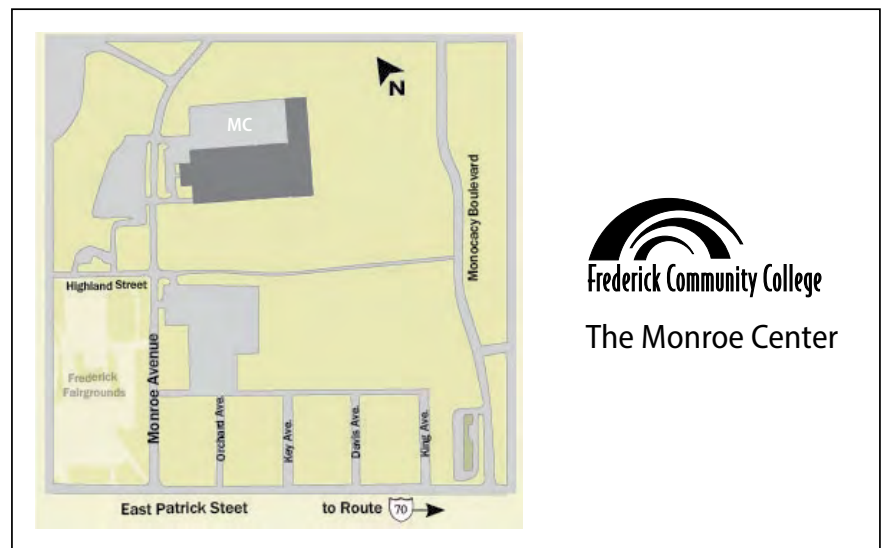 N
MC
Monocacy Boulevard
Highland Street
Frederick
Fairgrounds
Monroe Avenue
Orchard Ave.
Key Ave.
Davis Ave.
King Ave.
East Patrick Steet
to Route 70
Frederick Community College
The Monroe Center